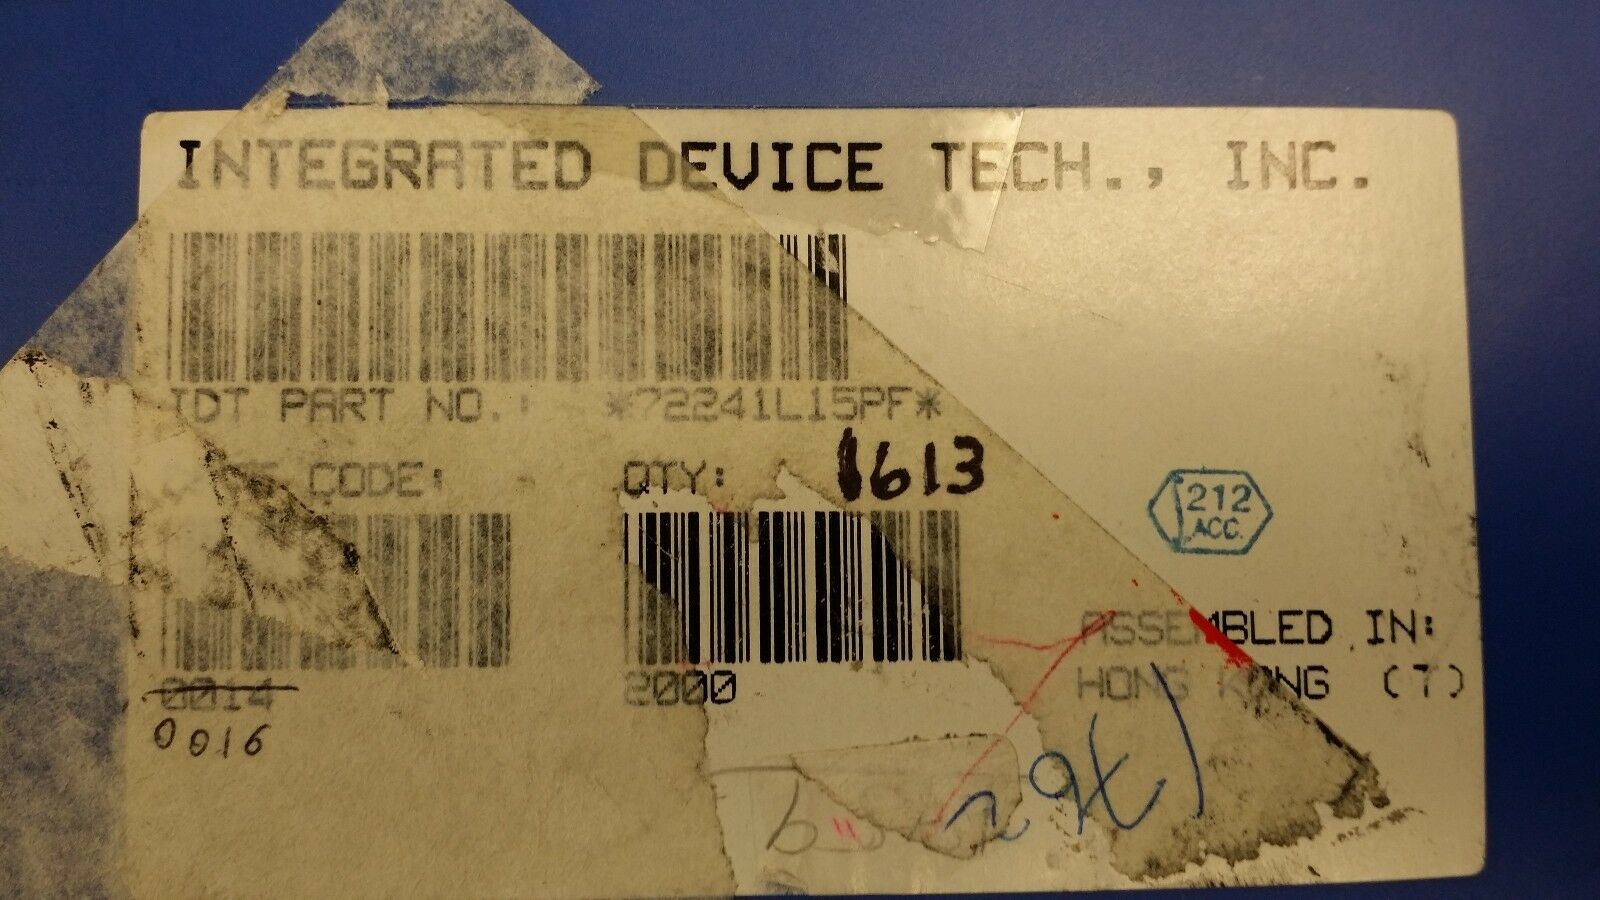 INTEGRATED DEVICE TECH., INC.
IDT PART NO.: *72241L15PF*
CODE: QTY: 1613
212
ACC.
0014 2000
0016
ASSEMBLED IN:
HONG KONG (T)